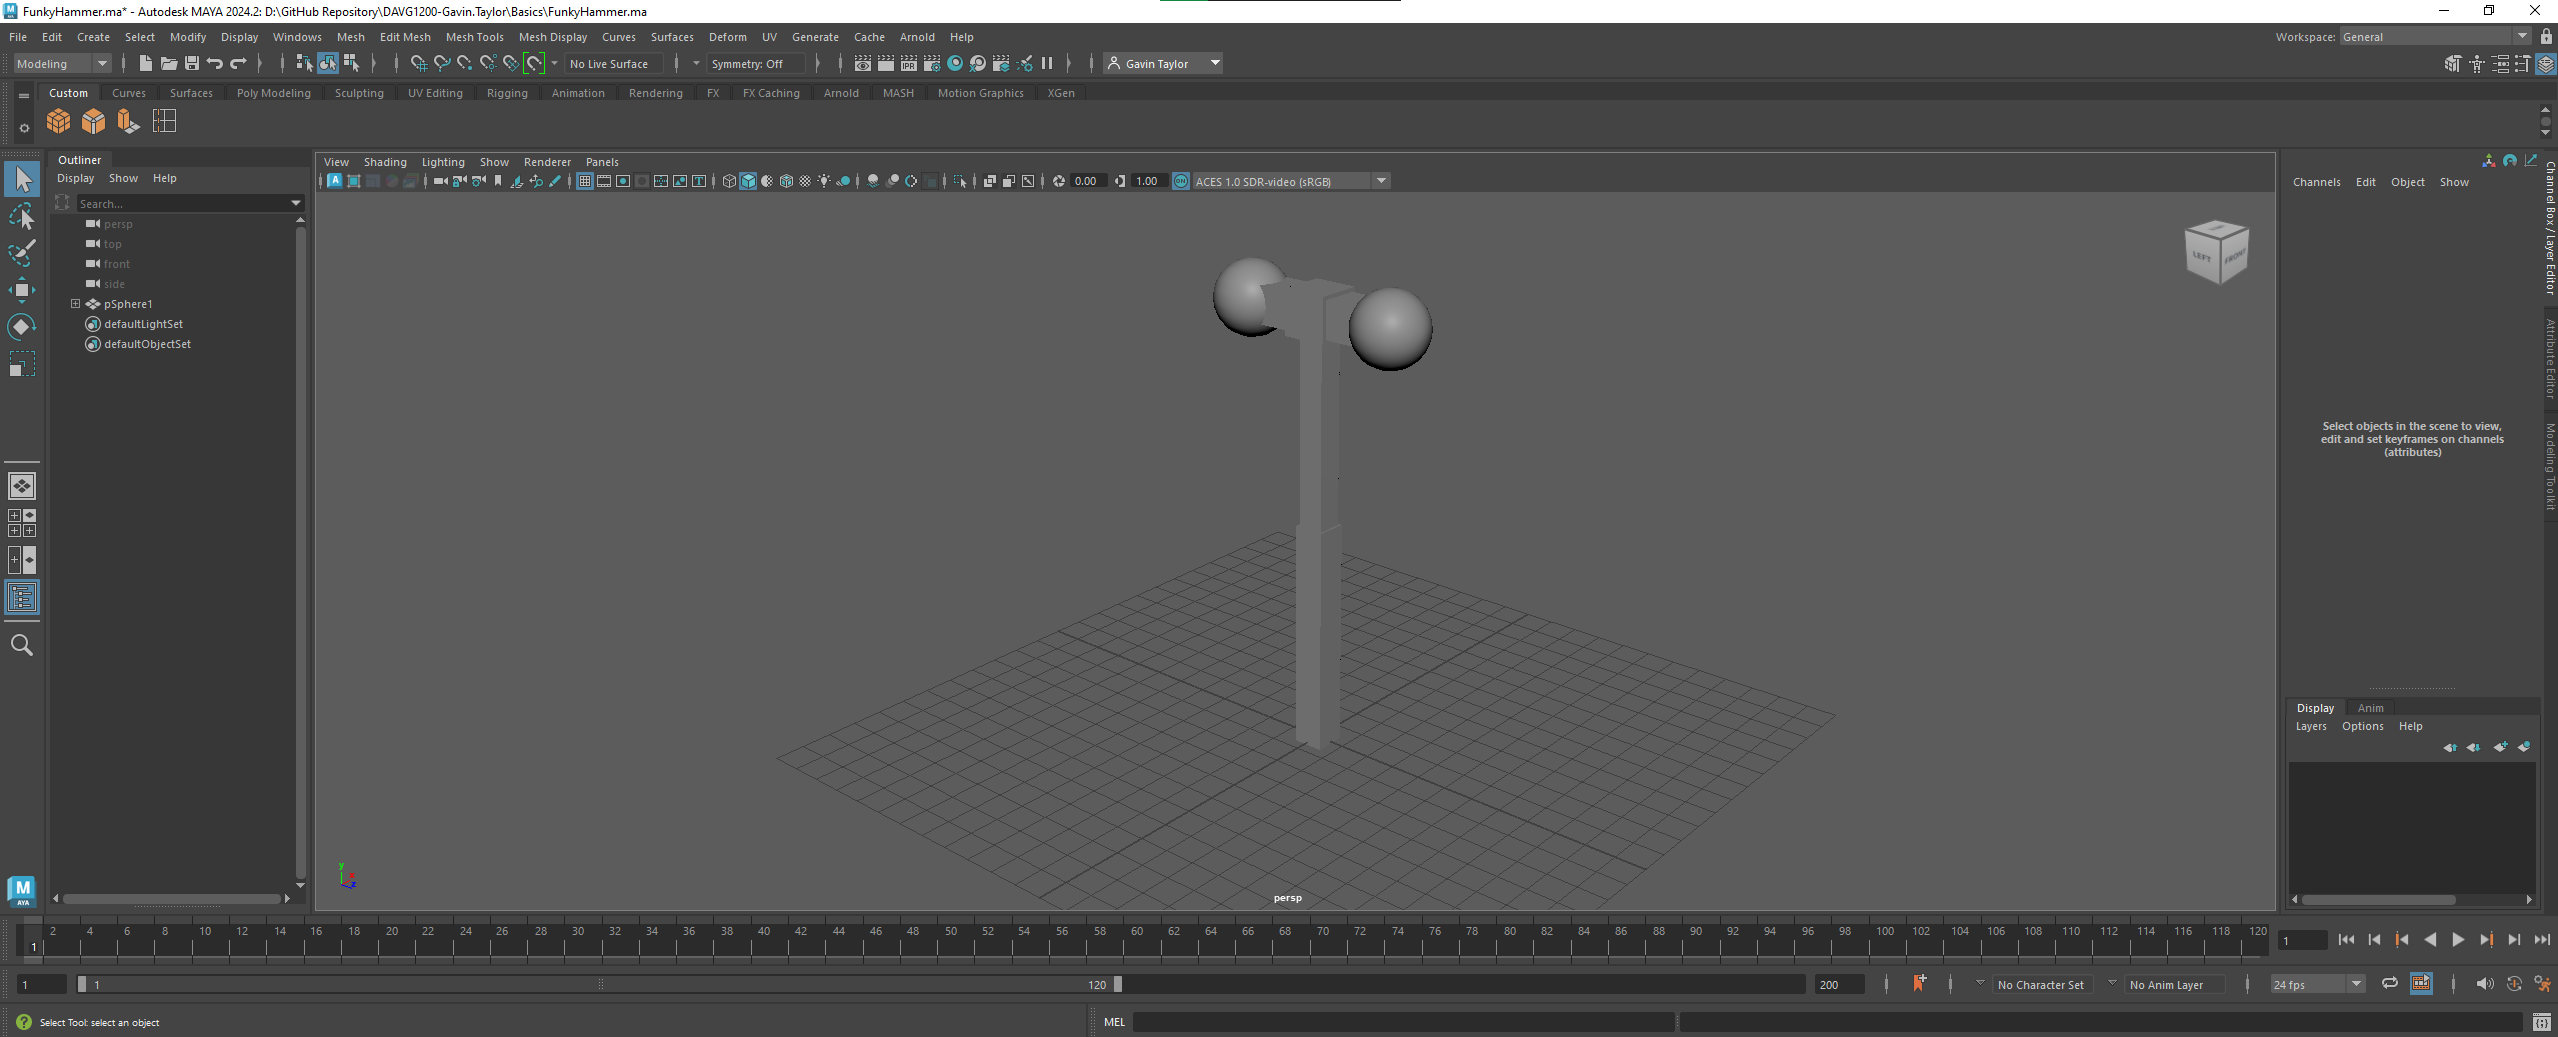 FunkyHammer.ma* - Autodesk MAYA 2024.2: D:\GitHub Repository\DAVG1200-Gavin.Taylor\Basics\FunkyHammer.ma
File Edit Create Select Modify Display Windows Mesh Edit Mesh Mesh Tools Mesh Display Curves Surfaces Deform UV Generate Cache Arnold Help
Workspace: General
Modeling
No Live Surface
Symmetry: Off
IPR
Gavin Taylor
Custom Curves Surfaces Poly Modeling Sculpting UV Editing Rigging Animation Rendering FX FX Caching Arnold MASH Motion Graphics XGen
Outliner
Display Show Help
Search...
persp
top
front
side
pSphere1
defaultLightSet
defaultObjectSet
View Shading Lighting Show Renderer Panels
0.00
1.00
ON
ACES 1.0 SDR-video (sRGB)
LEFT
FRONT
y
x
z
persp
Channels Edit Object Show
Select objects in the scene to view,
edit and set keyframes on channels
(attributes)
Channel Box / Layer Editor
Attribute Editor
Modeling Toolkit
Display Anim
Layers Options Help
M
AYA
1
2 4 6 8 10 12 14 16 18 20 22 24 26 28 30 32 34 36 38 40 42 44 46 48 50 52 54 56 58 60 62 64 66 68 70 72 74 76 78 80 82 84 86 88 90 92 94 96 98 100 102 104 106 108 110 112 114 116 118 120
1
1
1
120
200
No Character Set
No Anim Layer
24 fps
Select Tool: select an object
MEL